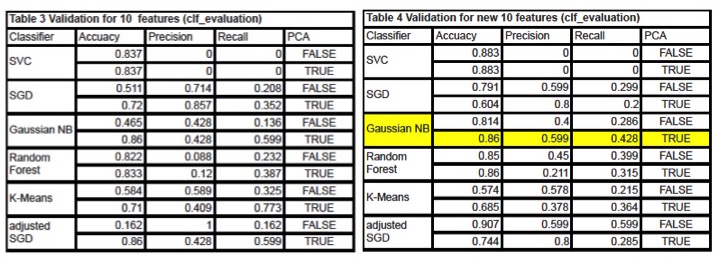 Table 3 Validation for 10 features (clf_evaluation)
Classifier Accuacy Precision Recall PCA
SVC 0.837 0 0 FALSE
0.837 0 0 TRUE
SGD 0.511 0.714 0.208 FALSE
0.72 0.857 0.352 TRUE
Gaussian NB 0.465 0.428 0.136 FALSE
0.86 0.428 0.599 TRUE
Random Forest 0.822 0.088 0.232 FALSE
0.833 0.12 0.387 TRUE
K-Means 0.584 0.589 0.325 FALSE
0.71 0.409 0.773 TRUE
adjusted SGD 0.162 1 0.162 FALSE
0.86 0.428 0.599 TRUE
Table 4 Validation for new 10 features (clf_evaluation)
Classifier Accuacy Precision Recall PCA
SVC 0.883 0 0 FALSE
0.883 0 0 TRUE
SGD 0.791 0.599 0.299 FALSE
0.604 0.8 0.2 TRUE
Gaussian NB 0.814 0.4 0.286 FALSE
0.86 0.599 0.428 TRUE
Random Forest 0.85 0.45 0.399 FALSE
0.86 0.211 0.315 TRUE
K-Means 0.574 0.578 0.215 FALSE
0.685 0.378 0.364 TRUE
adjusted SGD 0.907 0.599 0.599 FALSE
0.744 0.8 0.285 TRUE